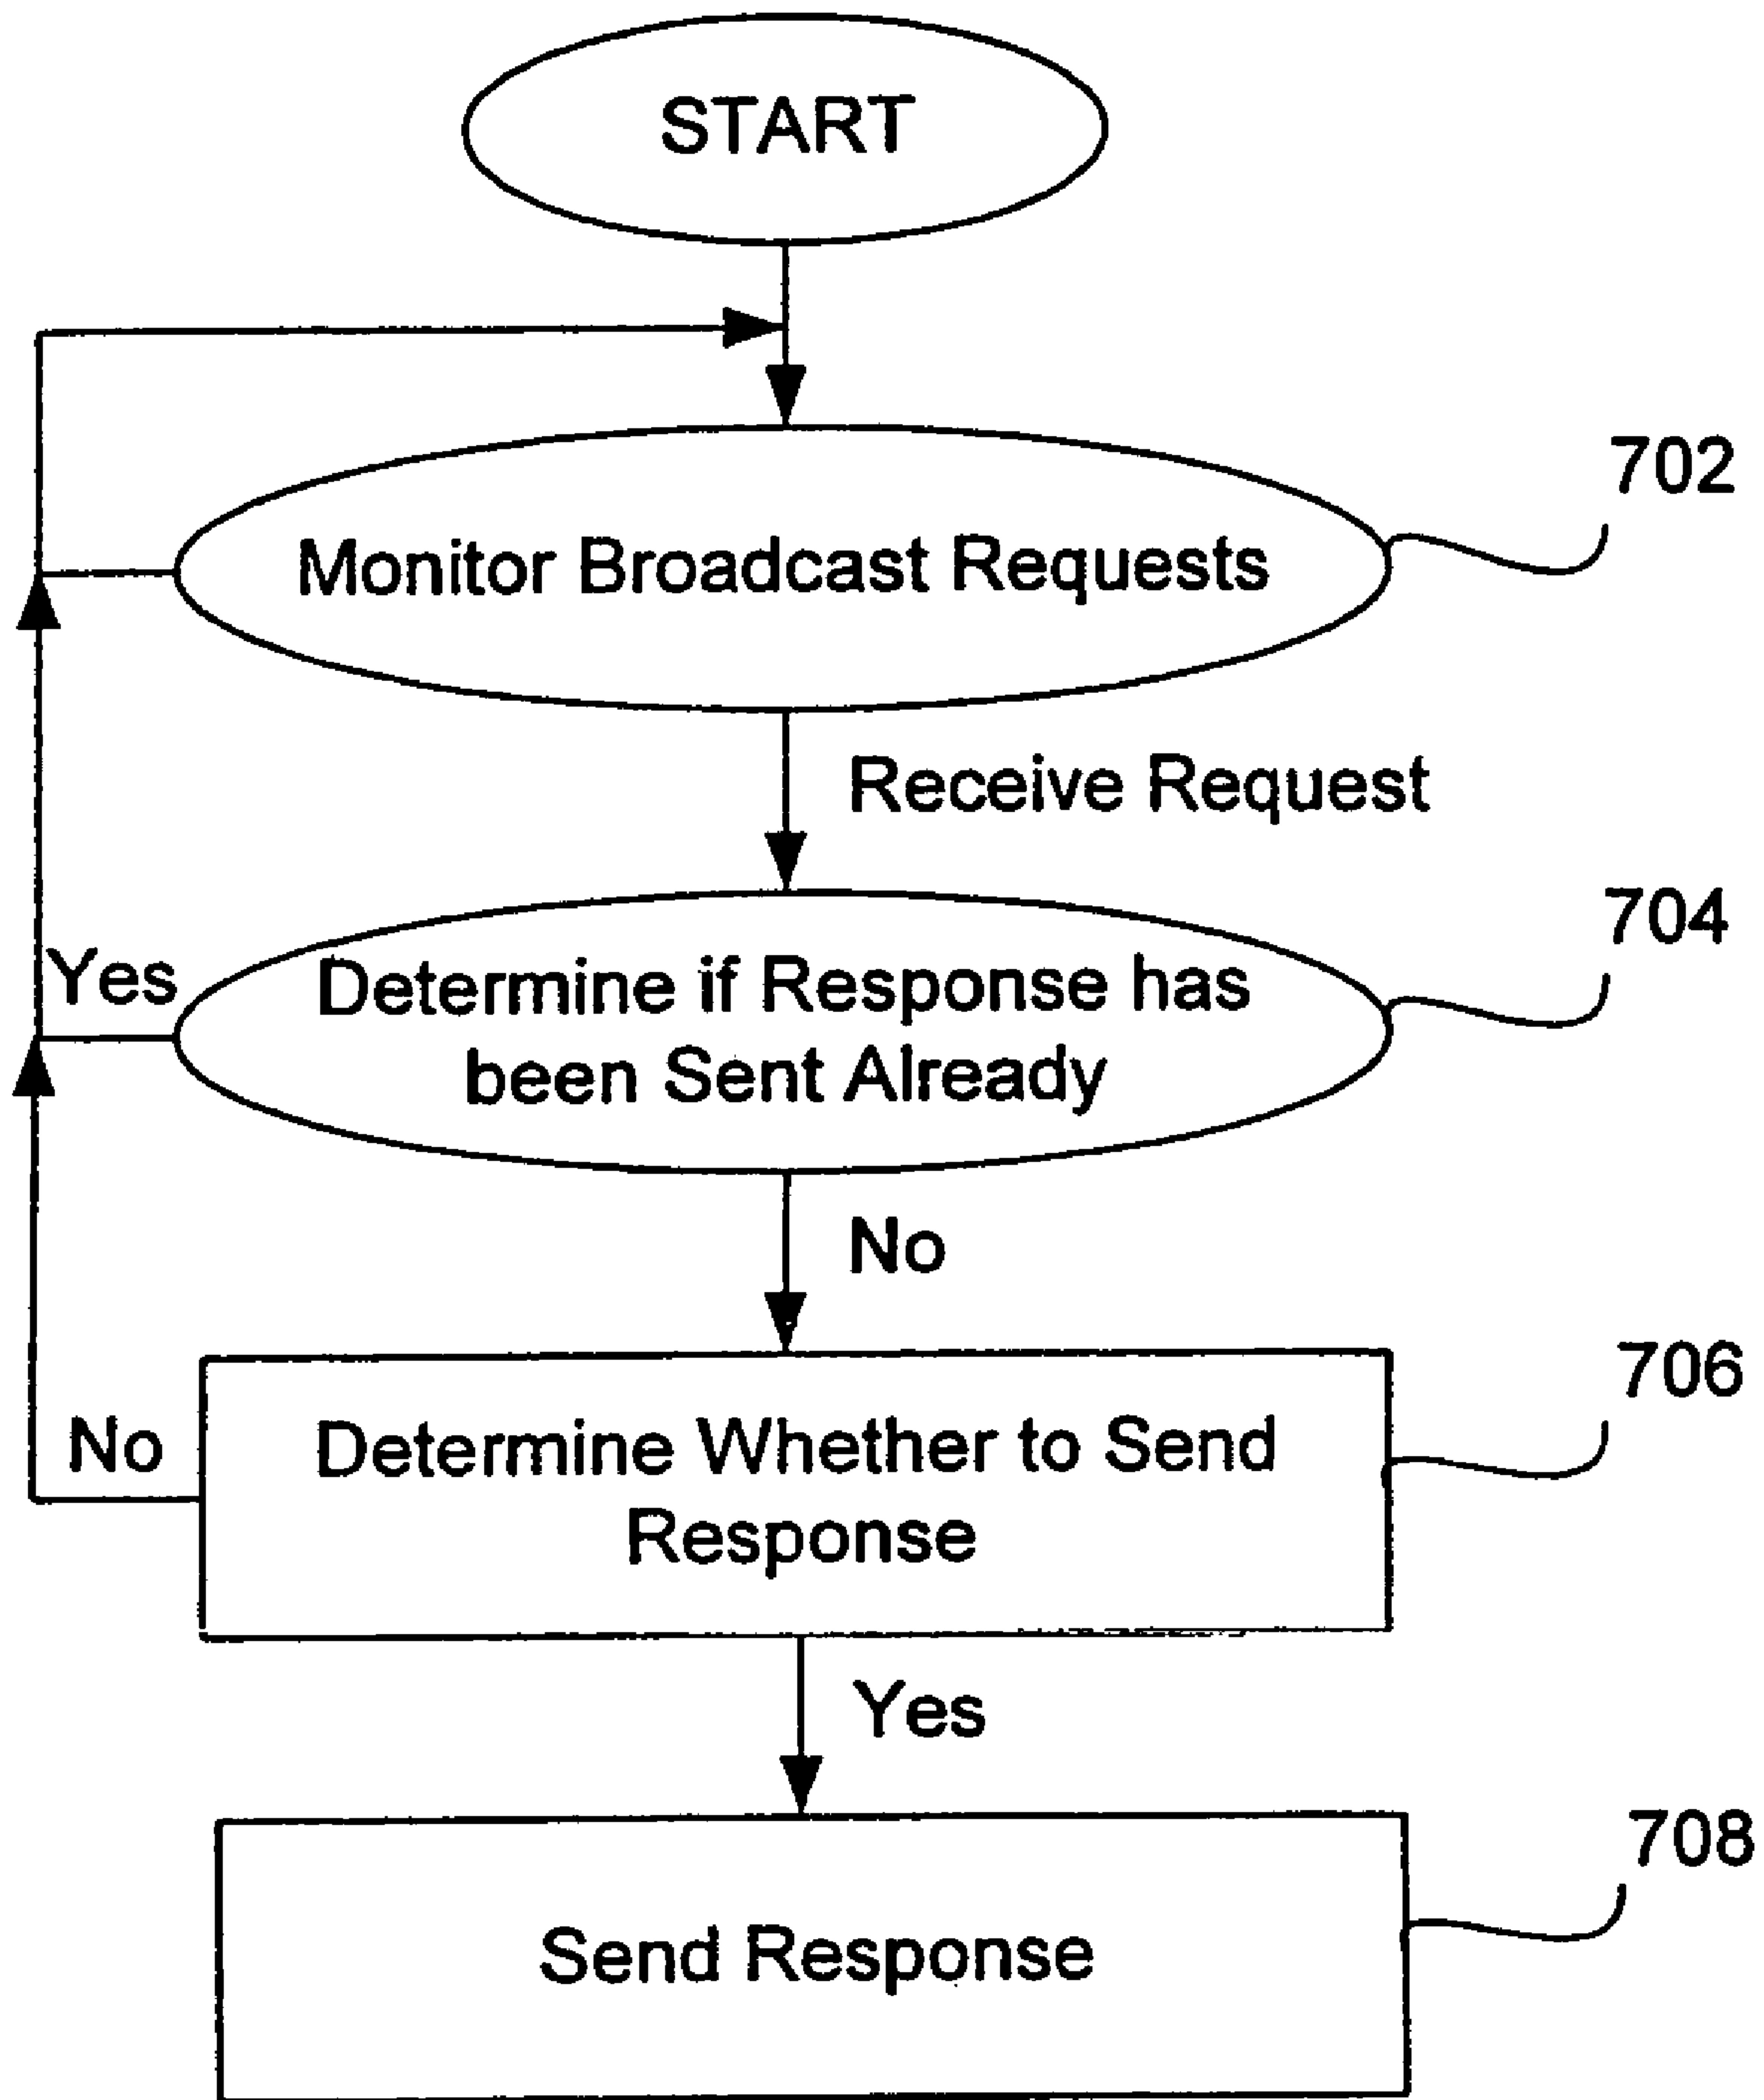 START
702
Monitor Broadcast Requests
Receive Request
704
Yes
Determine if Response has
been Sent Already
No
706
No
Determine Whether to Send
Response
Yes
708
Send Response